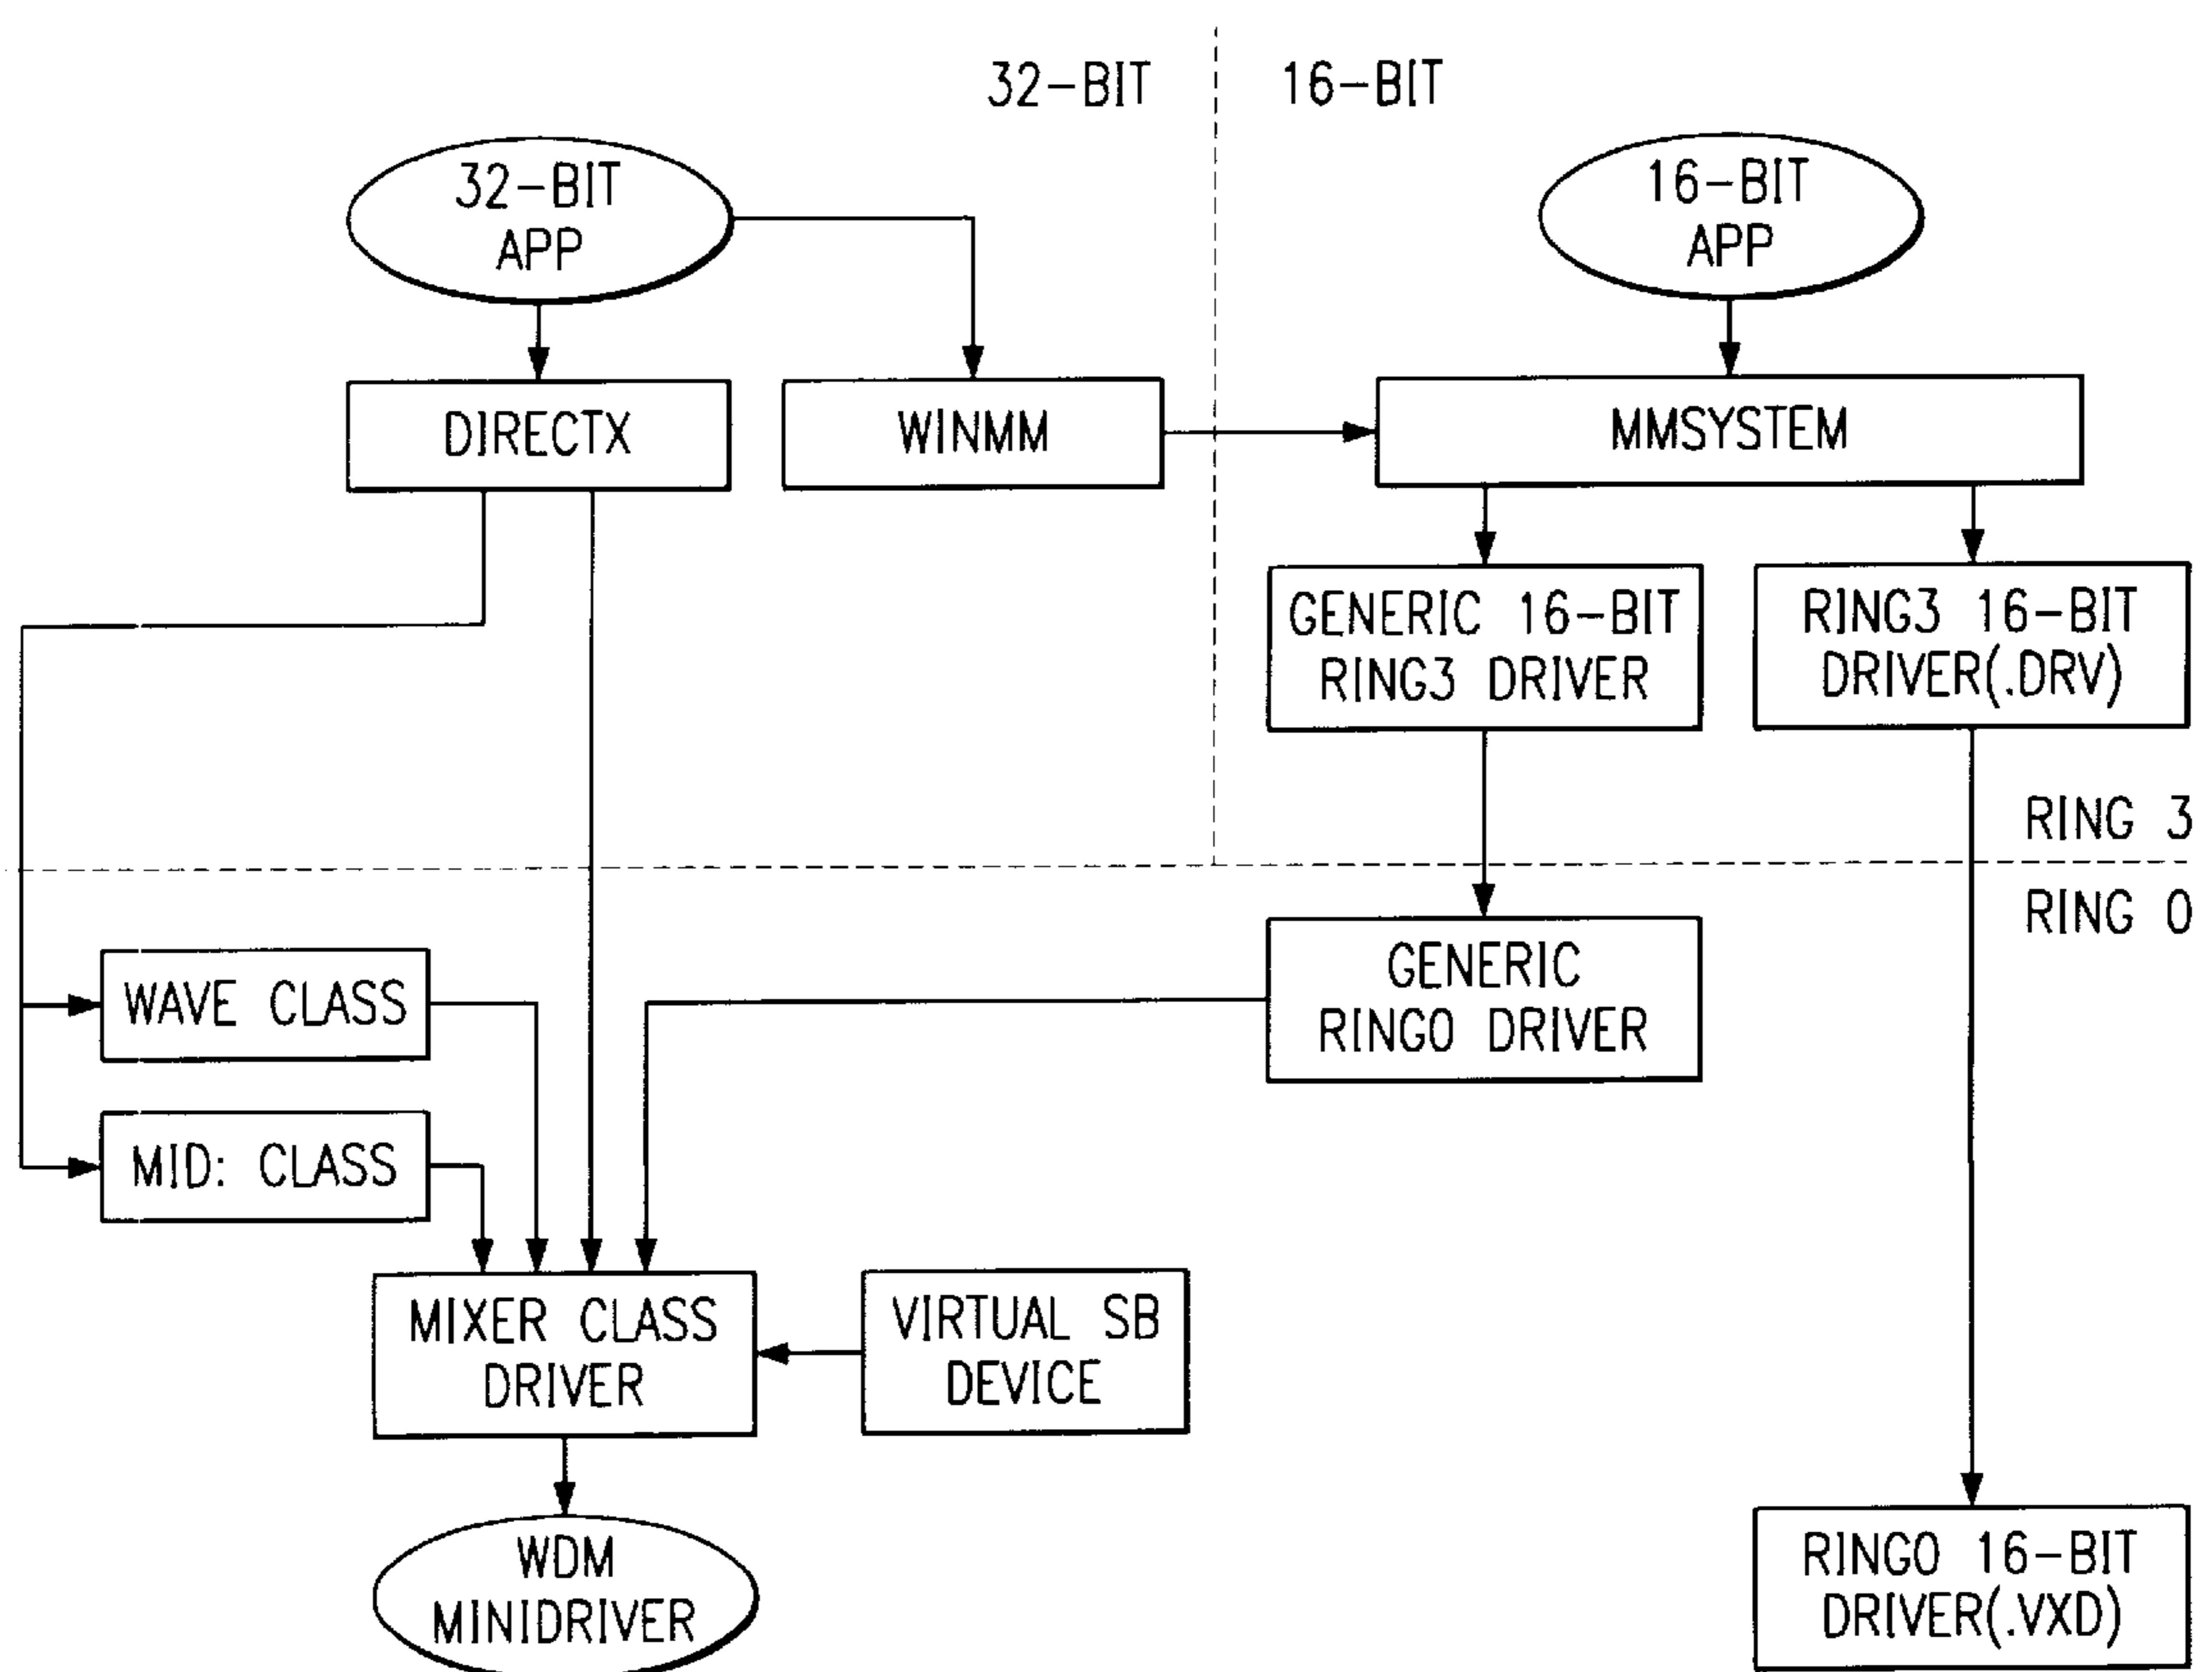 32-BIT
16-BIT
32-BIT
APP
16-BIT
APP
DIRECTX
WINMM
MMSYSTEM
GENERIC 16-BIT
RING3 DRIVER
RING3 16-BIT
DRIVER(.DRV)
RING 3
RING 0
WAVE CLASS
GENERIC
RING0 DRIVER
MID: CLASS
MIXER CLASS
DRIVER
VIRTUAL SB
DEVICE
WDM
MINIDRIVER
RING0 16-BIT
DRIVER(.VXD)